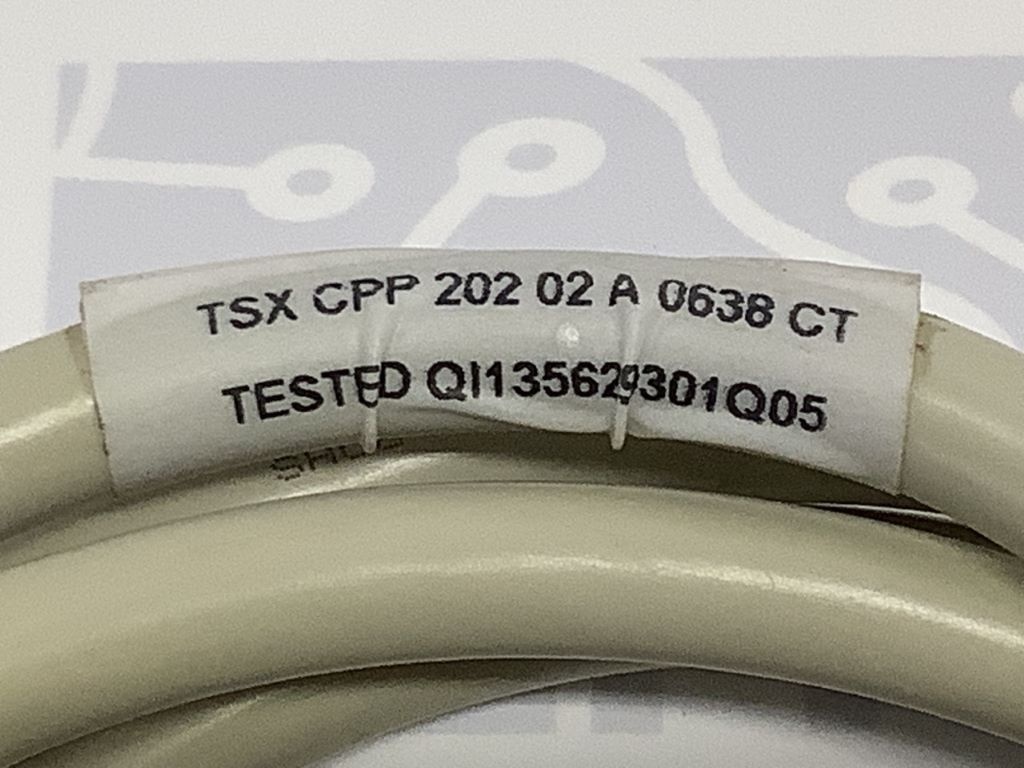 TSX CPP 202 02 A 0638 CT
TESTED QI135629301Q05